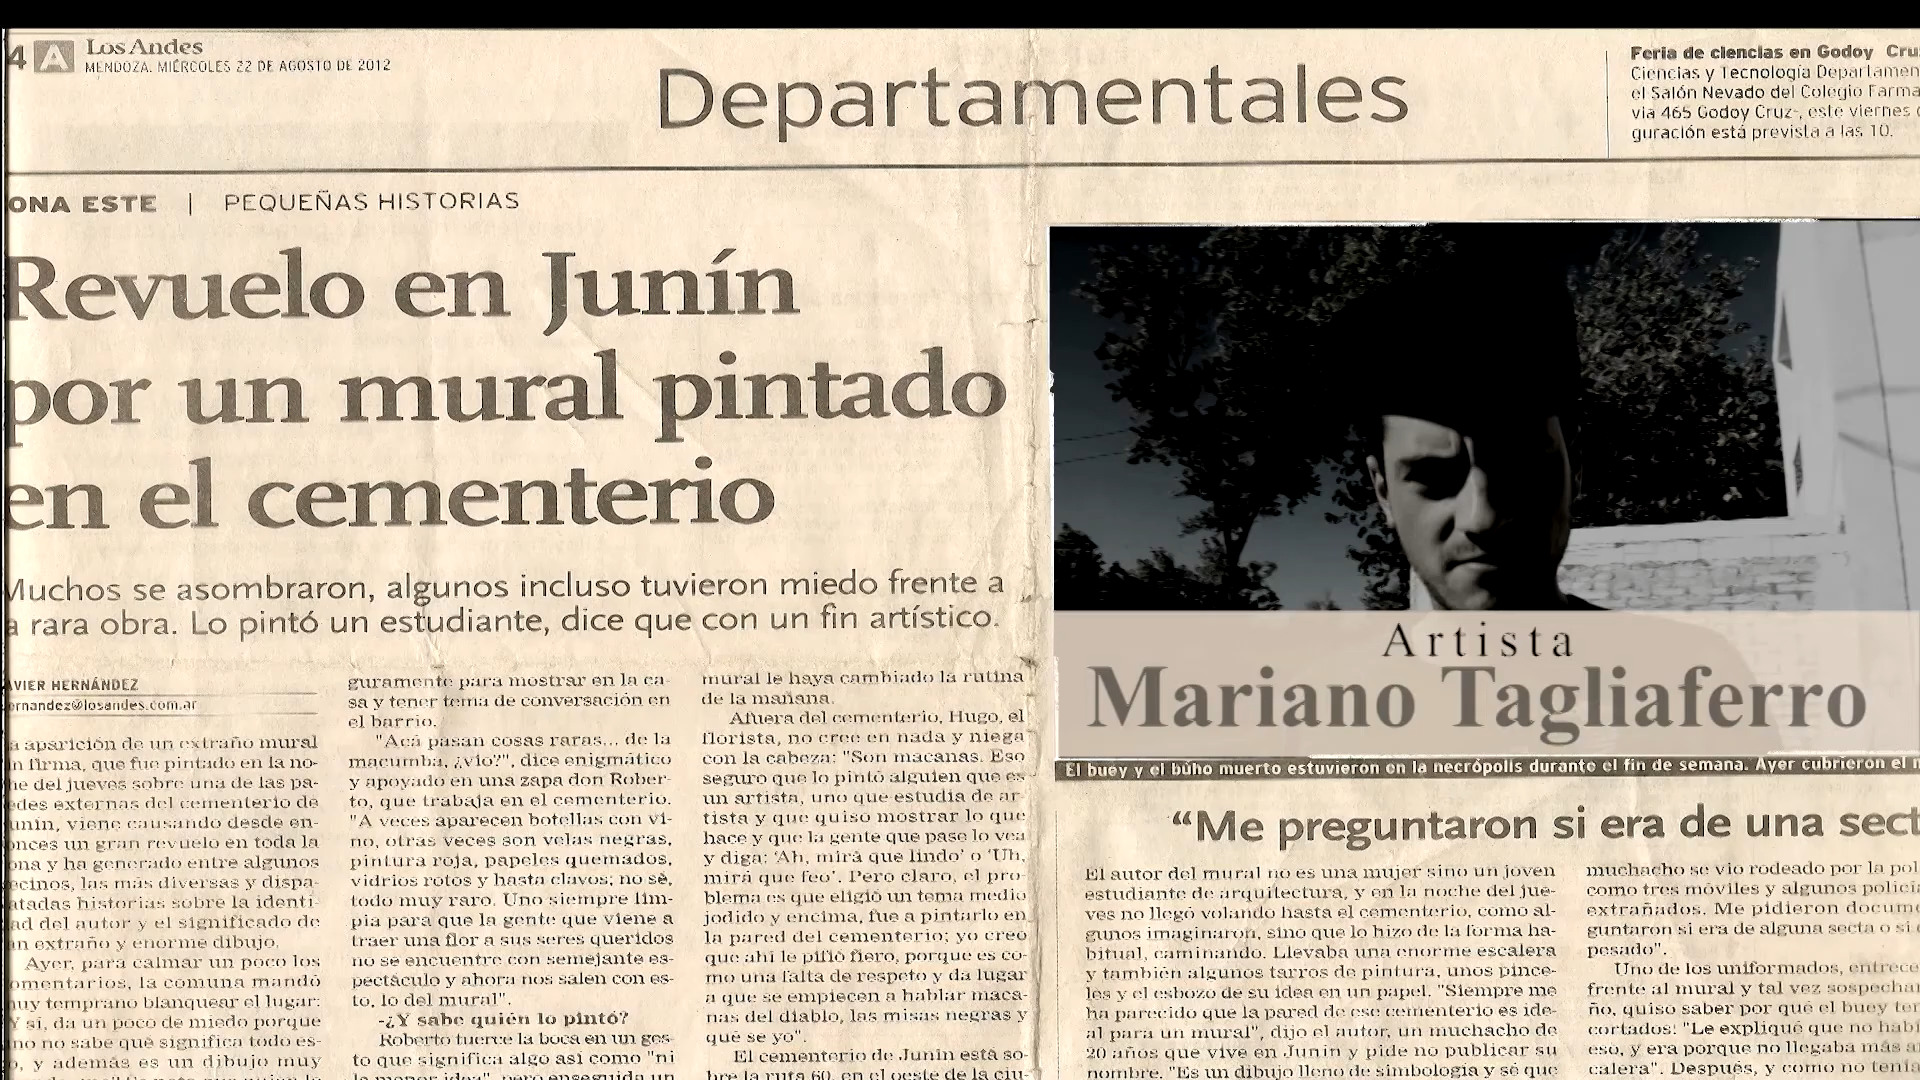 4 A Los Andes
MENDOZA. MIÉRCOLES 22 DE AGOSTO DE 2012
Departamentales
Feria de ciencias en Godoy Cru
Ciencias y Tecnología Departamen
el Salón Nevado del Colegio Farma
via 465 Godoy Cruz-, este viernes
guración está prevista a las 10.
ONA ESTE | PEQUEÑAS HISTORIAS
Revuelo en Junín
por un mural pintado
en el cementerio
Muchos se asombraron, algunos incluso tuvieron miedo frente a
a rara obra. Lo pintó un estudiante, dice que con un fin artístico.
AVIER HERNÁNDEZ
ernandez@losandes.com.ar
a aparición de un extraño mural
in firma, que fue pintado en la no-
he del jueves sobre una de las pa-
edes externas del cementerio de
unín, viene causando desde en-
onces un gran revuelo en toda la
ona y ha generado entre algunos
ecinos, las más diversas y dispa-
atadas historias sobre la identi-
ad del autor y el significado de
an extraño y enorme dibujo.
Ayer, para calmar un poco los
omentarios, la comuna mandó
uy temprano blanquear el lugar:
Y sí, da un poco de miedo porque
no no sabe qué significa todo es-
o, y además es un dibujo muy
guramente para mostrar en la ca-
sa y tener tema de conversación en
el barrio.
"Acá pasan cosas raras... de la
macumba, ¿vio?", dice enigmático
y apoyado en una zapa don Rober-
to, que trabaja en el cementerio.
"A veces aparecen botellas con vi-
no, otras veces son velas negras,
pintura roja, papeles quemados,
vidrios rotos y hasta clavos; no sé,
todo muy raro. Uno siempre lim-
pia para que la gente que viene a
traer una flor a sus seres queridos
no se encuentre con semejante es-
pectáculo y ahora nos salen con es-
to, lo del mural".
-¿Y sabe quién lo pintó?
Roberto tuerce la boca en un ges-
to que significa algo así como "ni
la menor idea", pero enseguida un
mural le haya cambiado la rutina
de la mañana.
Afuera del cementerio, Hugo, el
florista, no cree en nada y niega
con la cabeza: "Son macanas. Eso
seguro que lo pintó alguien que es
un artista, uno que estudia de ar-
tista y que quiso mostrar lo que
hace y que la gente que pase lo vea
y diga: 'Ah, mirá que lindo' o 'Uh,
mirá que feo'. Pero claro, el pro-
blema es que eligió un tema medio
jodido y encima, fue a pintarlo en
la pared del cementerio; yo creo
que ahí le pifió fiero, porque es co-
mo una falta de respeto y da lugar
a que se empiecen a hablar maca-
nas del diablo, las misas negras y
qué se yo".
El cementerio de Junín está so-
bre la ruta 60, en el oeste de la ciu-
Artista
Mariano Tagliaferro
El buey y el búho muerto estuvieron en la necrópolis durante el fin de semana. Ayer cubrieron el m
"Me preguntaron si era de una sect
El autor del mural no es una mujer sino un joven
estudiante de arquitectura, y en la noche del jue-
ves no llegó volando hasta el cementerio, como al-
gunos imaginaron, sino que lo hizo de la forma ha-
bitual, caminando. Llevaba una enorme escalera
y también algunos tarros de pintura, unos pince-
les y el esbozo de su idea en un papel. "Siempre me
ha parecido que la pared de ese cementerio es ide-
al para un mural", dijo el autor, un muchacho de
20 años que vive en Junín y pide no publicar su
nombre. "Es un dibujo lleno de simbología y sé que
muchacho se vio rodeado por la pol
como tres móviles y algunos policía
extrañados. Me pidieron docume
guntaron si era de alguna secta o si
pesado".
Uno de los uniformados, entrece
frente al mural y tal vez sospechan
ño, quiso saber por qué el buey ten
cortados: "Le expliqué que no habí
eso, y era porque no llegaba más a
calera". Después, y como no tenía